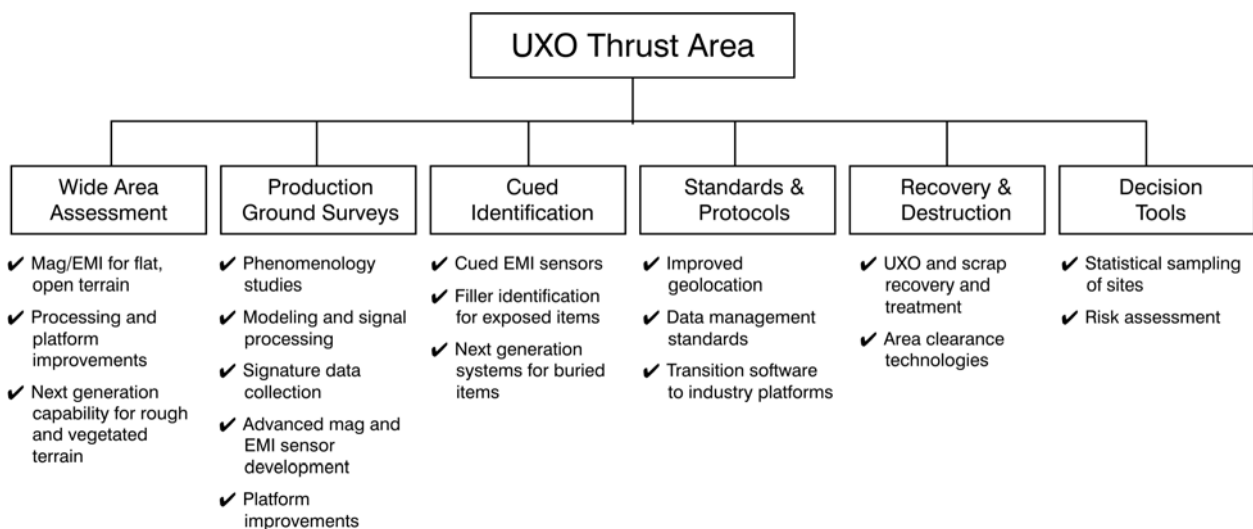 UXO Thrust Area
Wide Area
Assessment
✔ Mag/EMI for flat,
open terrain
✔ Processing and
platform
improvements
✔ Next generation
capability for rough
and vegetated
terrain
Production
Ground Surveys
✔ Phenomenology
studies
✔ Modeling and signal
processing
✔ Signature data
collection
✔ Advanced mag and
EMI sensor
development
✔ Platform
improvements
Cued
Identification
✔ Cued EMI sensors
✔ Filler identification
for exposed items
✔ Next generation
systems for buried
items
Standards &
Protocols
✔ Improved
geolocation
✔ Data management
standards
✔ Transition software
to industry platforms
Recovery &
Destruction
✔ UXO and scrap
recovery and
treatment
✔ Area clearance
technologies
Decision
Tools
✔ Statistical sampling
of sites
✔ Risk assessment